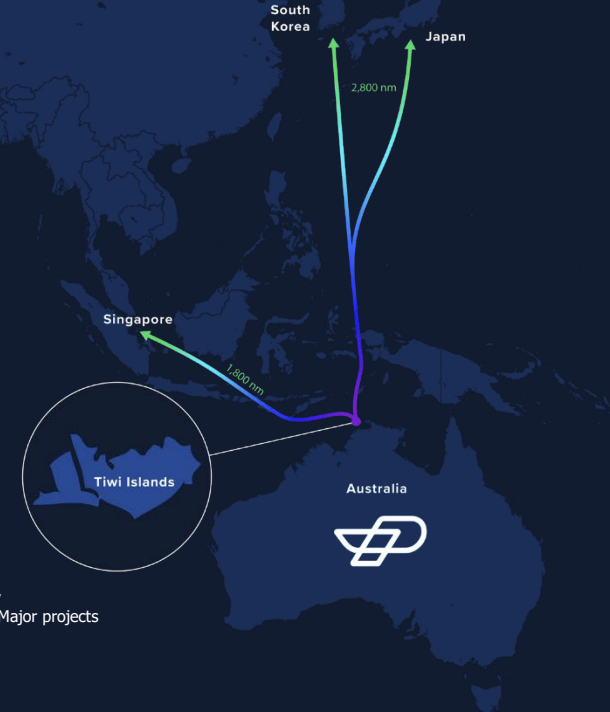 South
Korea
Japan
2,800 nm
Singapore
1,800 nm
Tiwi Islands
Australia
Major projects